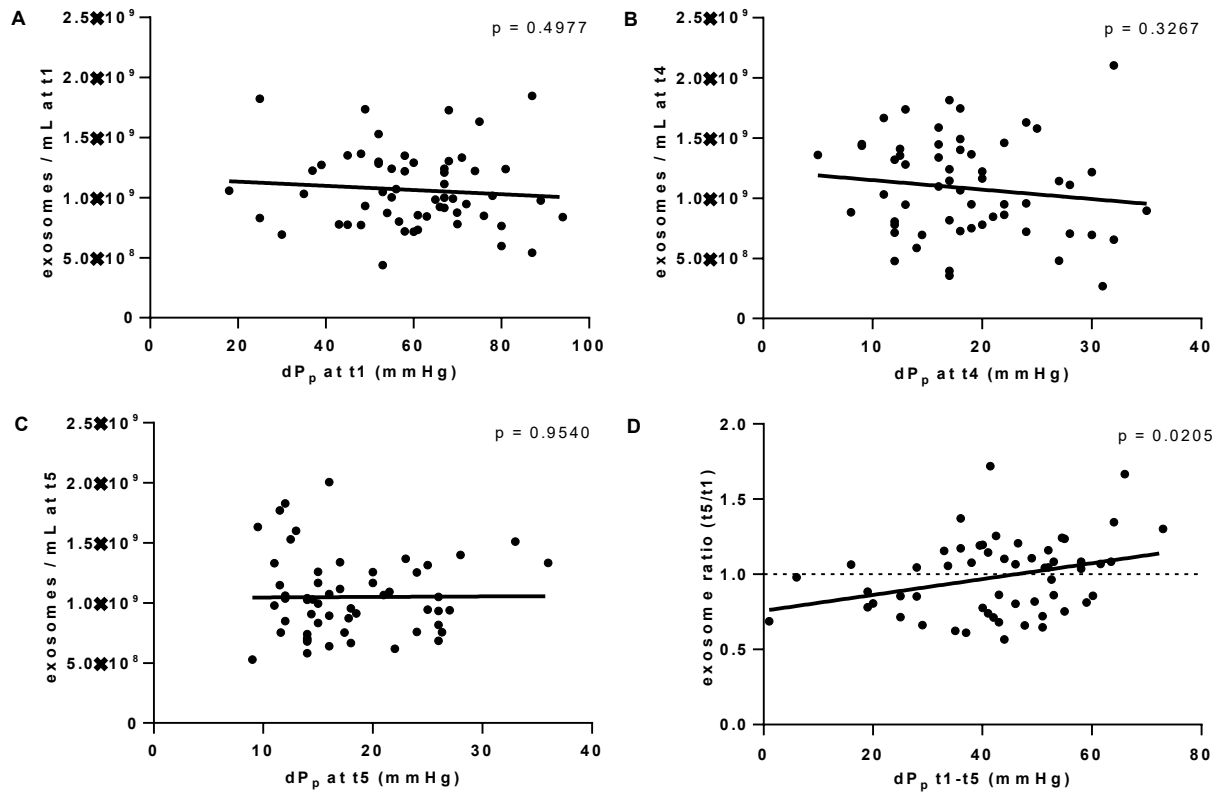 A
p = 0.4977
2.5✖10⁹
2.0✖10⁹
1.5✖10⁹
1.0✖10⁹
5.0✖10⁸
0
exosomes / mL at t1
0 20 40 60 80 100
dPp at t1 (mmHg)
B
p = 0.3267
2.5✖10⁹
2.0✖10⁹
1.5✖10⁹
1.0✖10⁹
5.0✖10⁸
0
exosomes / mL at t4
0 10 20 30 40
dPp at t4 (mmHg)
C
p = 0.9540
2.5✖10⁹
2.0✖10⁹
1.5✖10⁹
1.0✖10⁹
5.0✖10⁸
0
exosomes / mL at t5
0 10 20 30 40
dPp at t5 (mmHg)
D
p = 0.0205
2.0
1.5
1.0
0.5
0.0
exosome ratio (t5/t1)
0 20 40 60 80
dPp t1-t5 (mmHg)